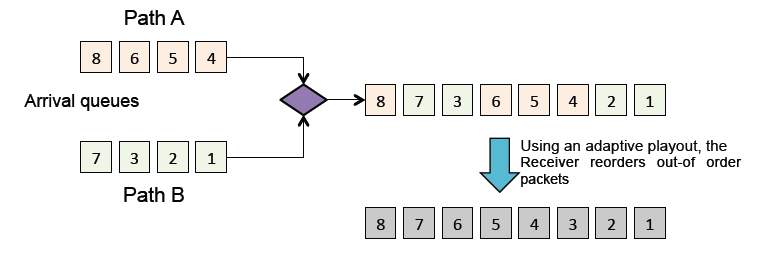 Path A
8 6 5 4
Arrival queues
8 7 3 6 5 4 2 1
7 3 2 1
Path B
Using an adaptive playout, the
Receiver reorders out-of order
packets
8 7 6 5 4 3 2 1